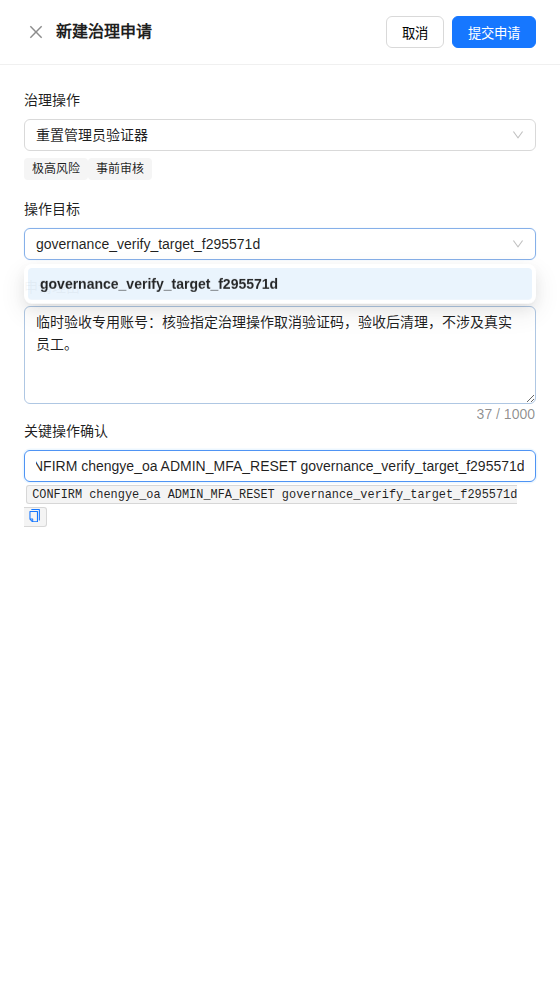 新建治理申请
取消
提交申请
治理操作
重置管理员验证器
极高风险 事前审核
操作目标
governance_verify_target_f295571d
governance_verify_target_f295571d
临时验收专用账号：核验指定治理操作取消验证码，验收后清理，不涉及真实
员工。
37 / 1000
关键操作确认
NFIRM chengye_oa ADMIN_MFA_RESET governance_verify_target_f295571d
CONFIRM chengye_oa ADMIN_MFA_RESET governance_verify_target_f295571d